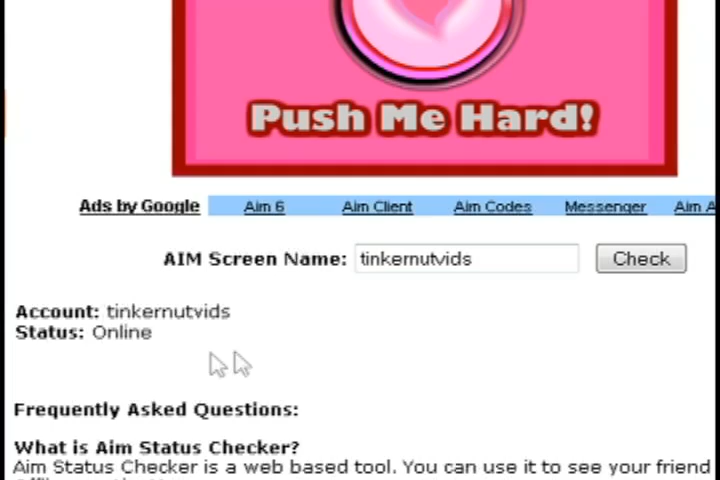 Push Me Hard!
Ads by Google Aim 6 Aim Client Aim Codes Messenger Aim A
AIM Screen Name: tinkernutvids Check
Account: tinkernutvids
Status: Online
Frequently Asked Questions:
What is Aim Status Checker?
Aim Status Checker is a web based tool. You can use it to see your friend